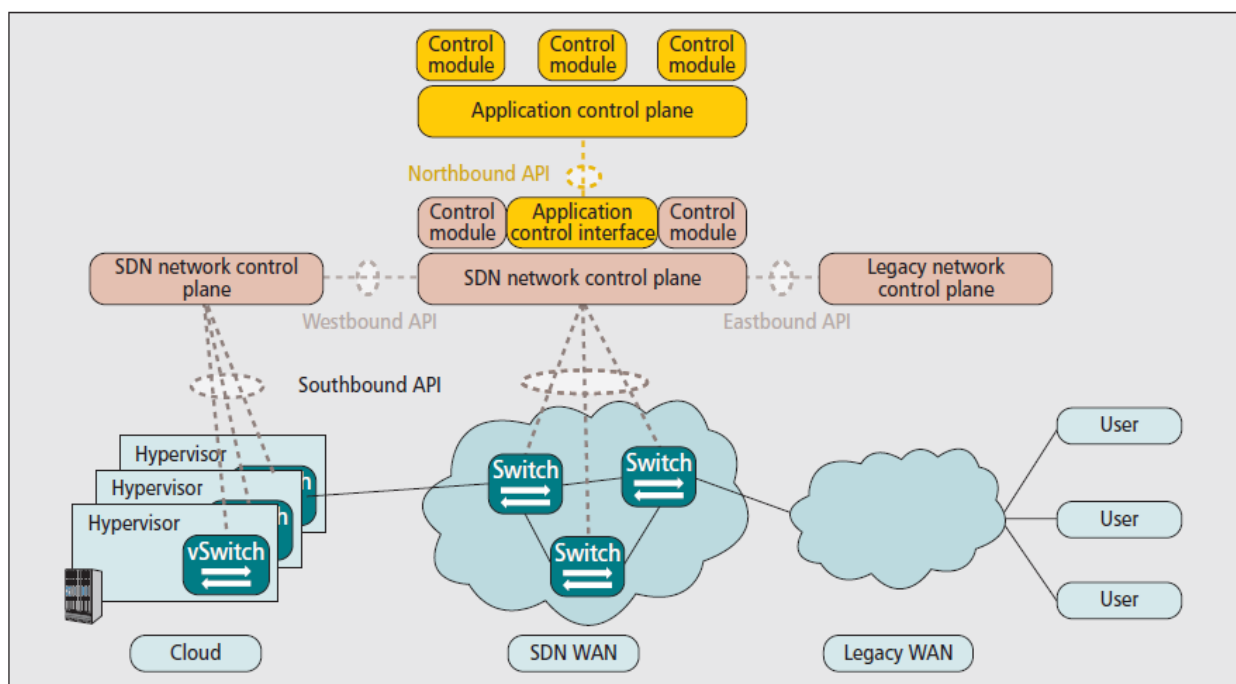 Control
module
Control
module
Control
module
Application control plane
Northbound API
Control
module
Application
control interface
Control
module
SDN network control
plane
SDN network control plane
Legacy network
control plane
Westbound API
Eastbound API
Southbound API
Hypervisor
Hypervisor
Hypervisor
vSwitch
Switch
Switch
Switch
User
User
User
Cloud
SDN WAN
Legacy WAN